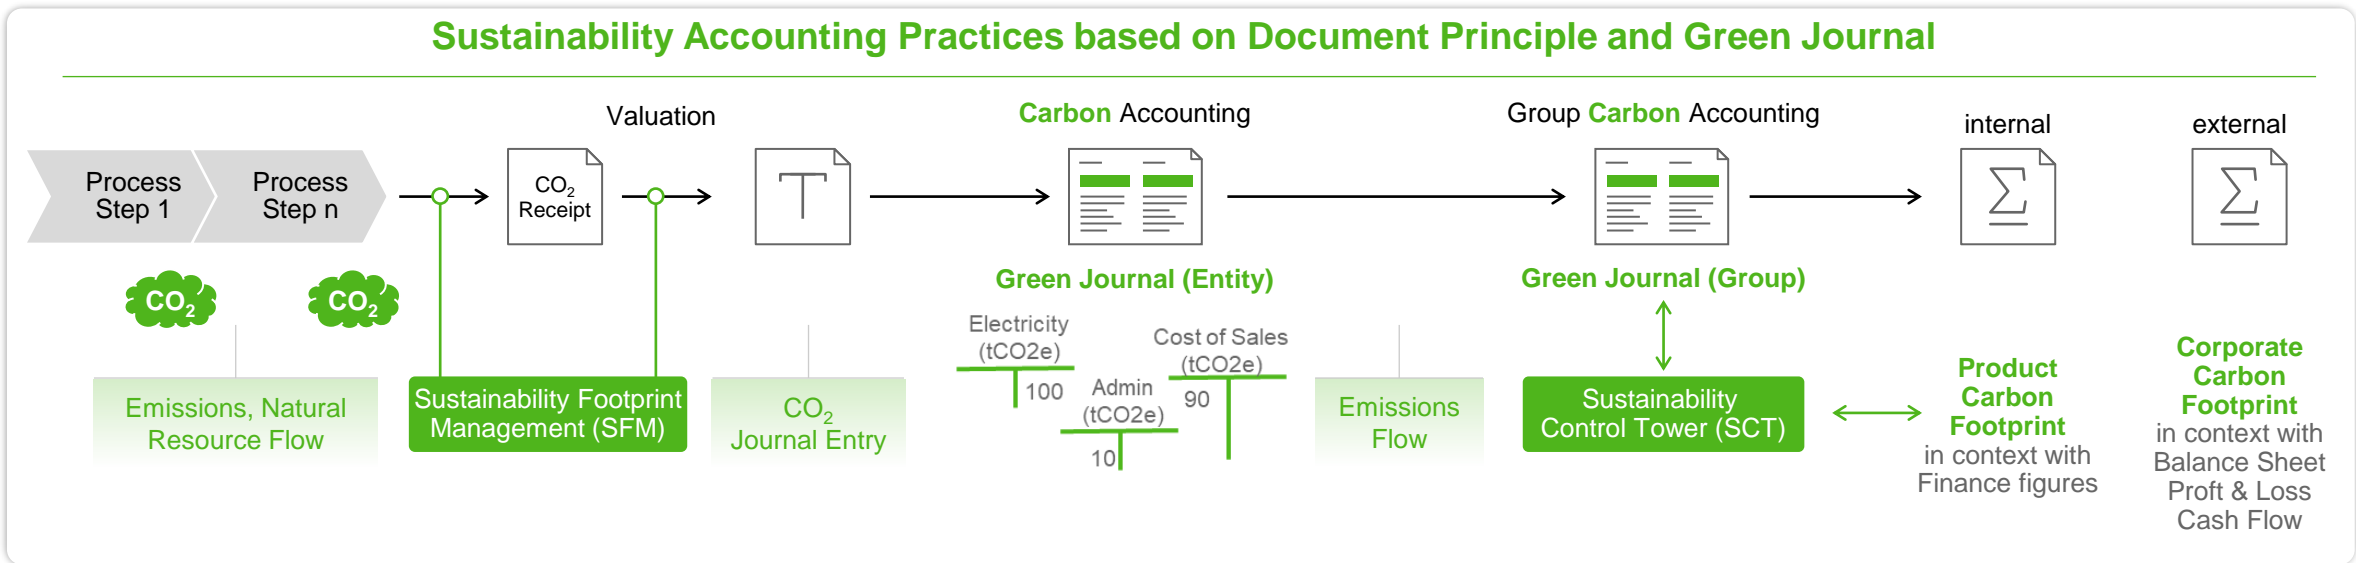 Sustainability Accounting Practices based on Document Principle and Green Journal
Process
Step 1
Process
Step n
Valuation
CO2
Receipt
T
Carbon Accounting
Group Carbon Accounting
internal
Σ
external
Σ
CO2
CO2
Emissions, Natural
Resource Flow
Sustainability Footprint
Management (SFM)
CO2
Journal Entry
Green Journal (Entity)
Electricity
(tCO2e)
100
Admin
(tCO2e)
10
Cost of Sales
(tCO2e)
90
Emissions
Flow
Green Journal (Group)
Sustainability
Control Tower (SCT)
Product
Carbon
Footprint
in context with
Finance figures
Corporate
Carbon
Footprint
in context with
Balance Sheet
Proft & Loss
Cash Flow